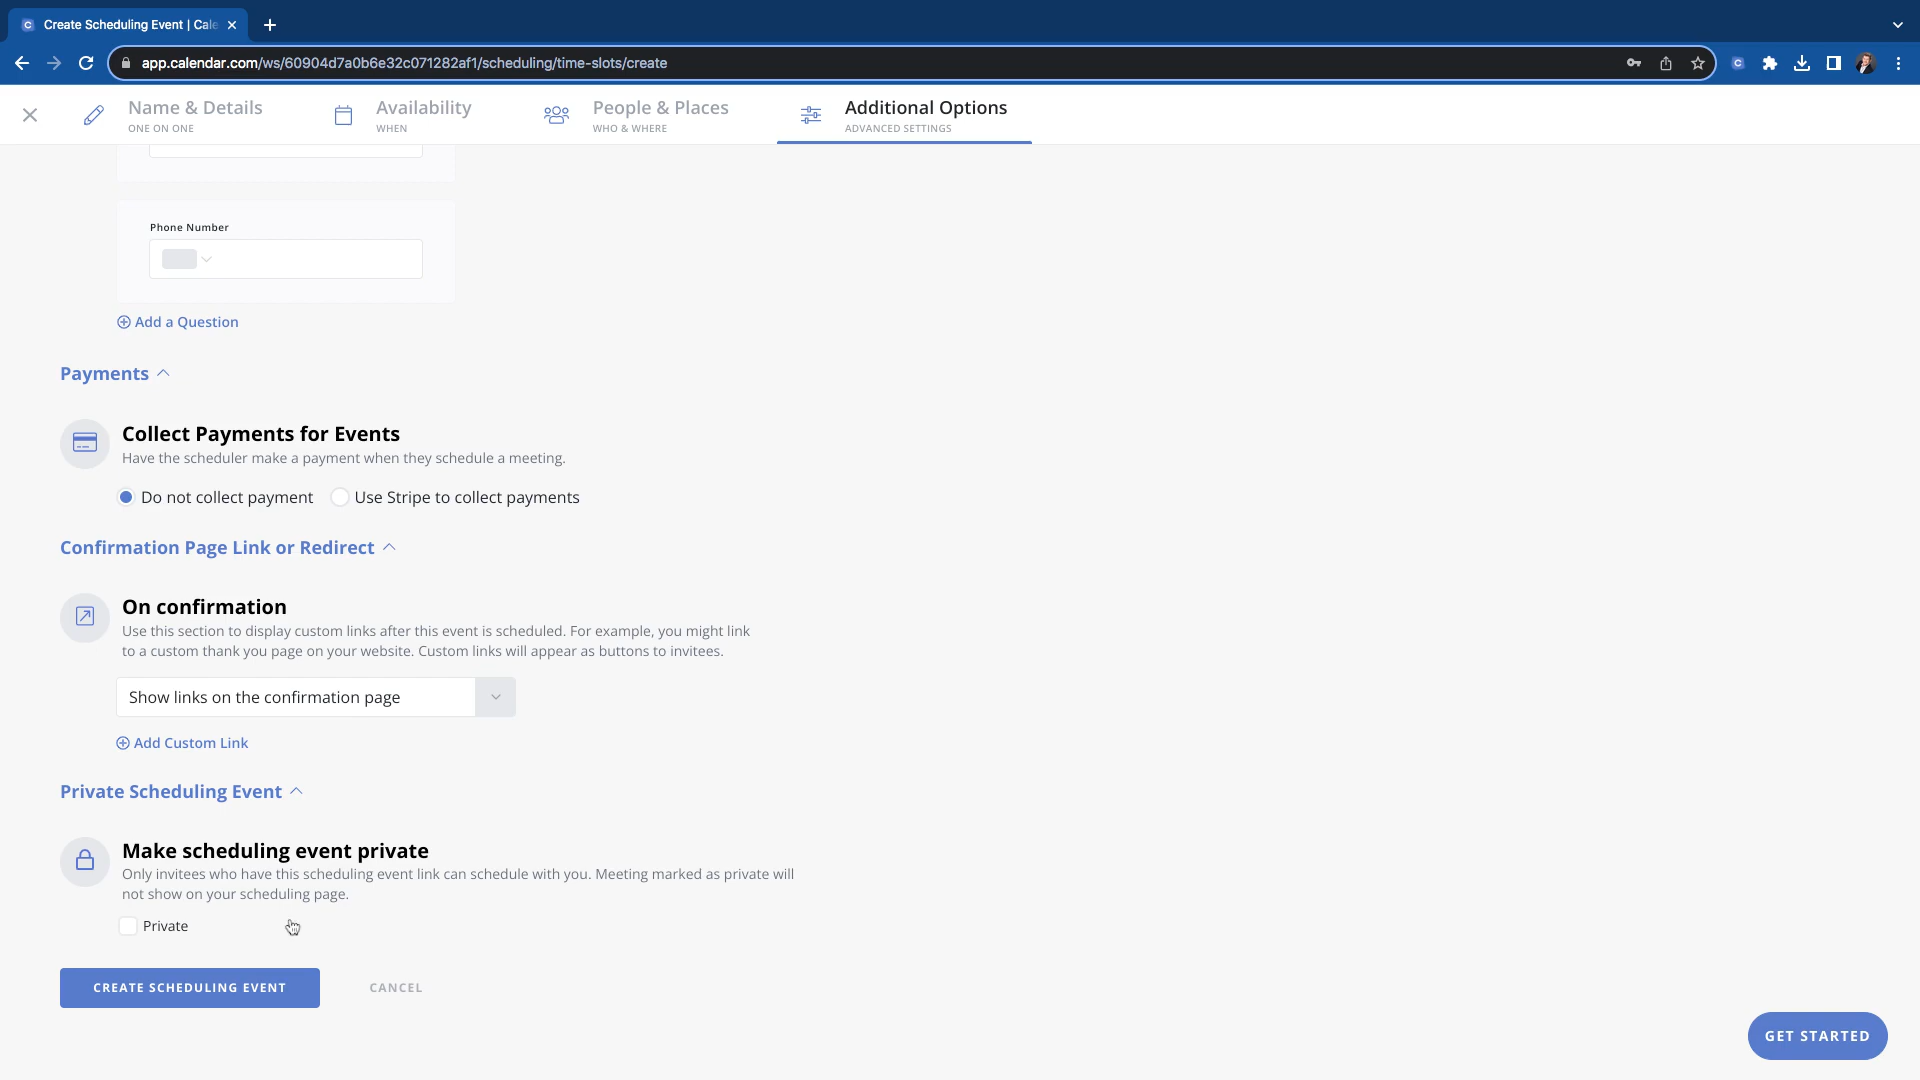 Create Scheduling Event | Cale
app.calendar.com/ws/60904d7a0b6e32c071282af1/scheduling/time-slots/create
Name & Details
ONE ON ONE
Availability
WHEN
People & Places
WHO & WHERE
Additional Options
ADVANCED SETTINGS
Phone Number
Add a Question
Payments
Collect Payments for Events
Have the scheduler make a payment when they schedule a meeting.
Do not collect payment
Use Stripe to collect payments
Confirmation Page Link or Redirect
On confirmation
Use this section to display custom links after this event is scheduled. For example, you might link
to a custom thank you page on your website. Custom links will appear as buttons to invitees.
Show links on the confirmation page
Add Custom Link
Private Scheduling Event
Make scheduling event private
Only invitees who have this scheduling event link can schedule with you. Meeting marked as private will
not show on your scheduling page.
Private
CREATE SCHEDULING EVENT
CANCEL
GET STARTED